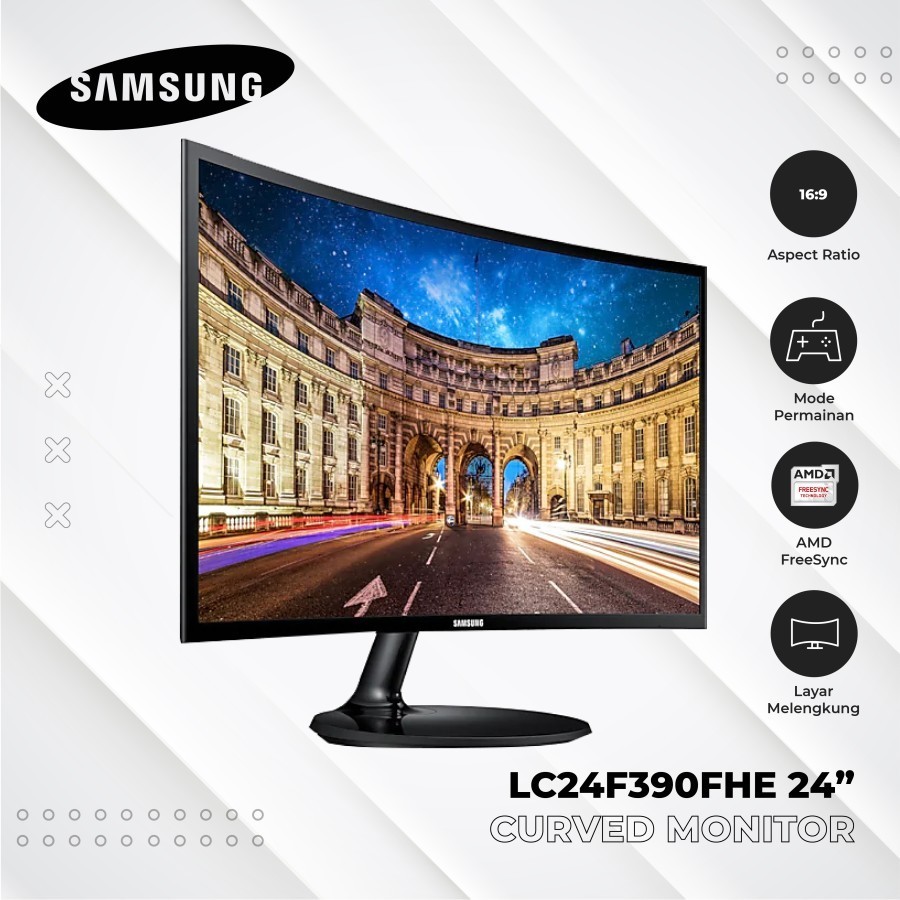 SAMSUNG
16:9
Aspect Ratio
Mode
Permainan
AMD
FREESYNC
TECHNOLOGY
AMD
FreeSync
SAMSUNG
Layar
Melengkung
LC24F390FHE 24”
CURVED MONITOR